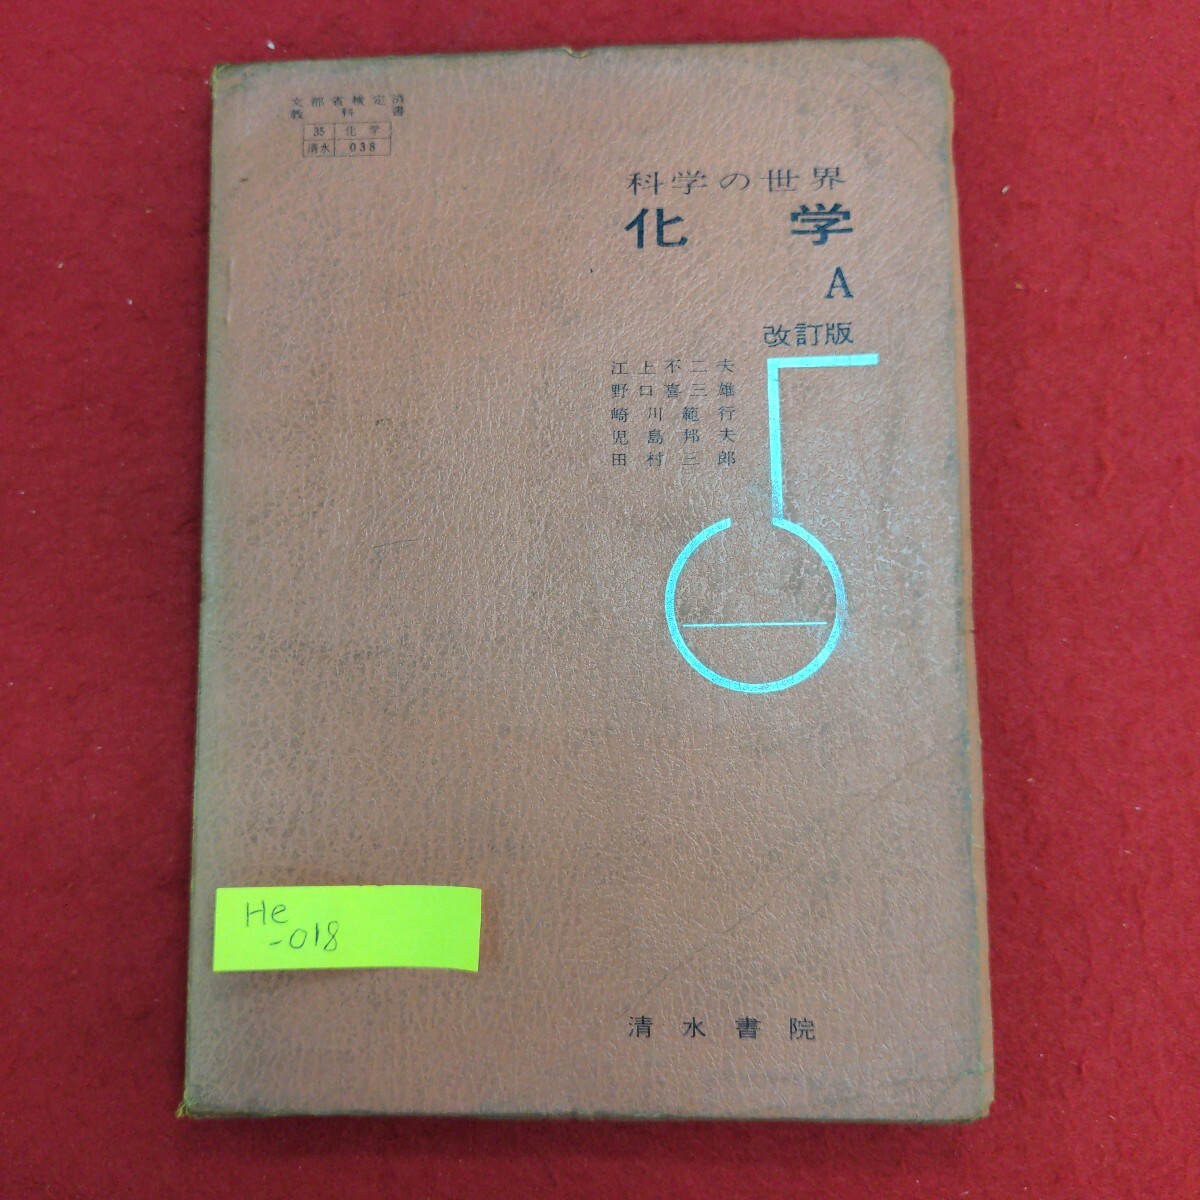 文部省検定済
教科書
35 化学
清水 038
科学の世界
化学
A
改訂版
江上不二夫
野口喜三雄
崎川範行
児島邦夫
田村三郎
He
-018
清水書院